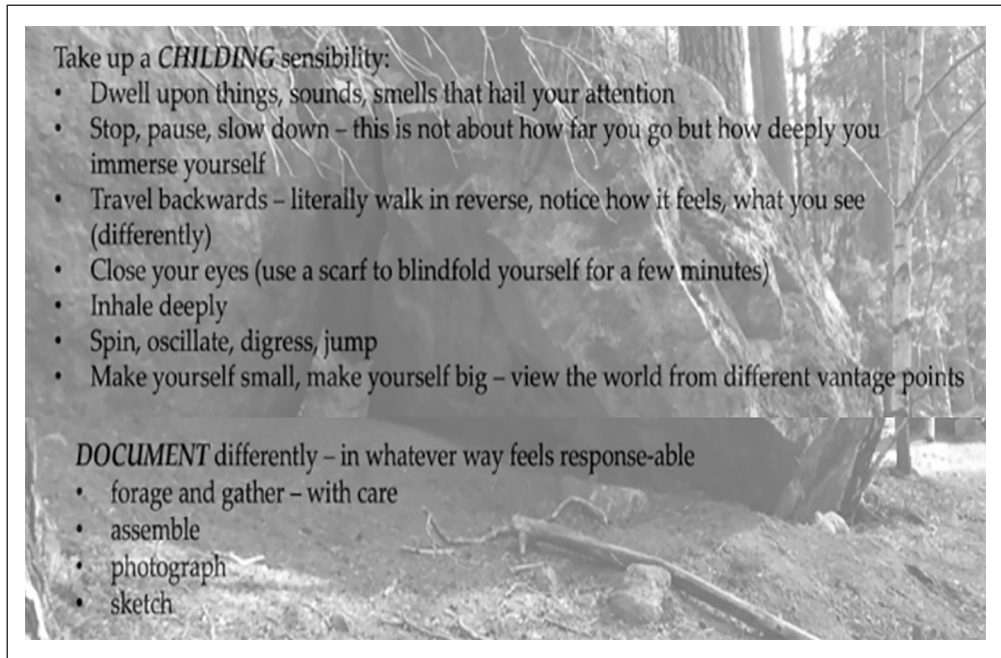 Take up a CHILDING sensibility:
• Dwell upon things, sounds, smells that hail your attention
• Stop, pause, slow down – this is not about how far you go but how deeply you
immerse yourself
• Travel backwards – literally walk in reverse, notice how it feels, what you see
(differently)
• Close your eyes (use a scarf to blindfold yourself for a few minutes)
• Inhale deeply
• Spin, oscillate, digress, jump
• Make yourself small, make yourself big – view the world from different vantage points
DOCUMENT differently – in whatever way feels response-able
• forage and gather – with care
• assemble
• photograph
• sketch